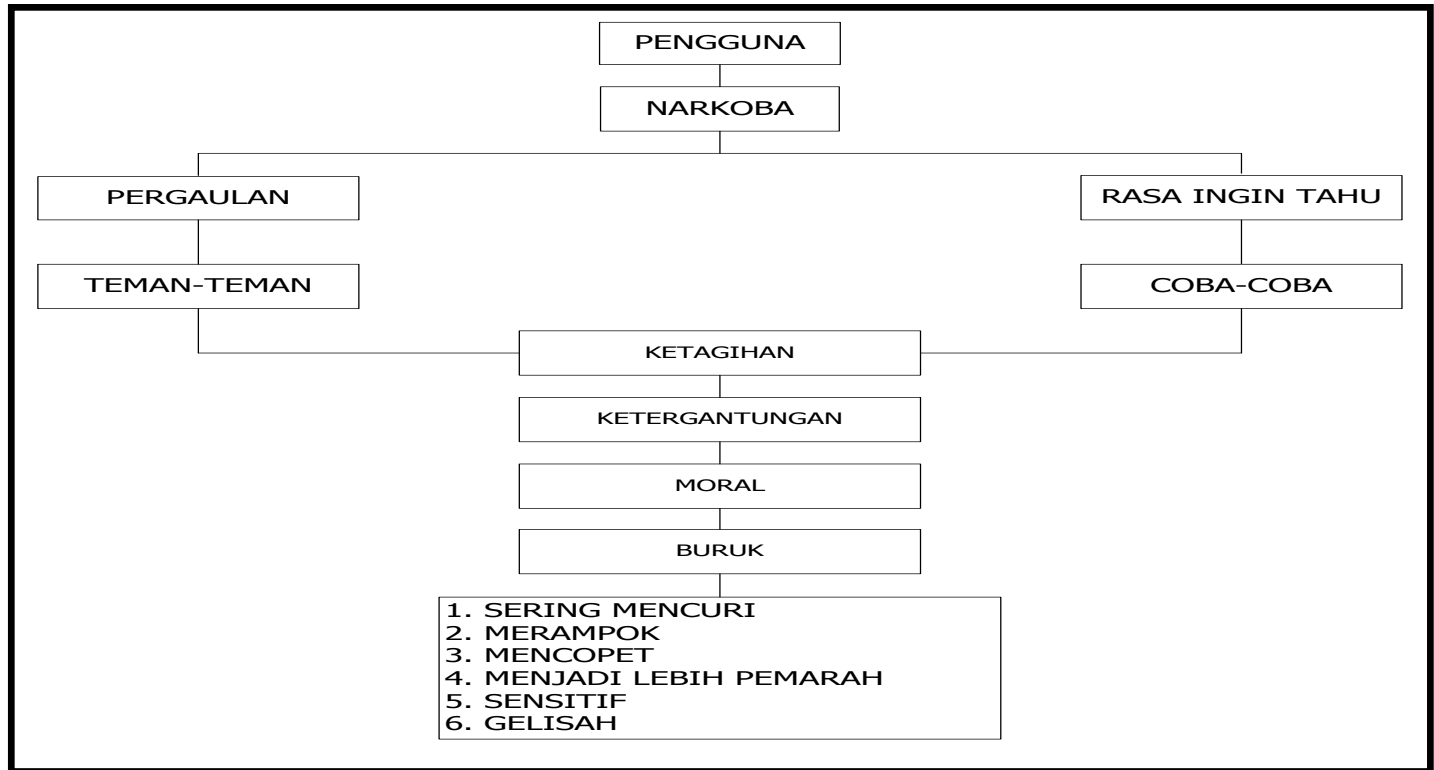 PENGGUNA
NARKOBA
PERGAULAN
RASA INGIN TAHU
TEMAN-TEMAN
COBA-COBA
KETAGIHAN
KETERGANTUNGAN
MORAL
BURUK
1. SERING MENCURI
2. MERAMPOK
3. MENCOPET
4. MENJADI LEBIH PEMARAH
5. SENSITIF
6. GELISAH